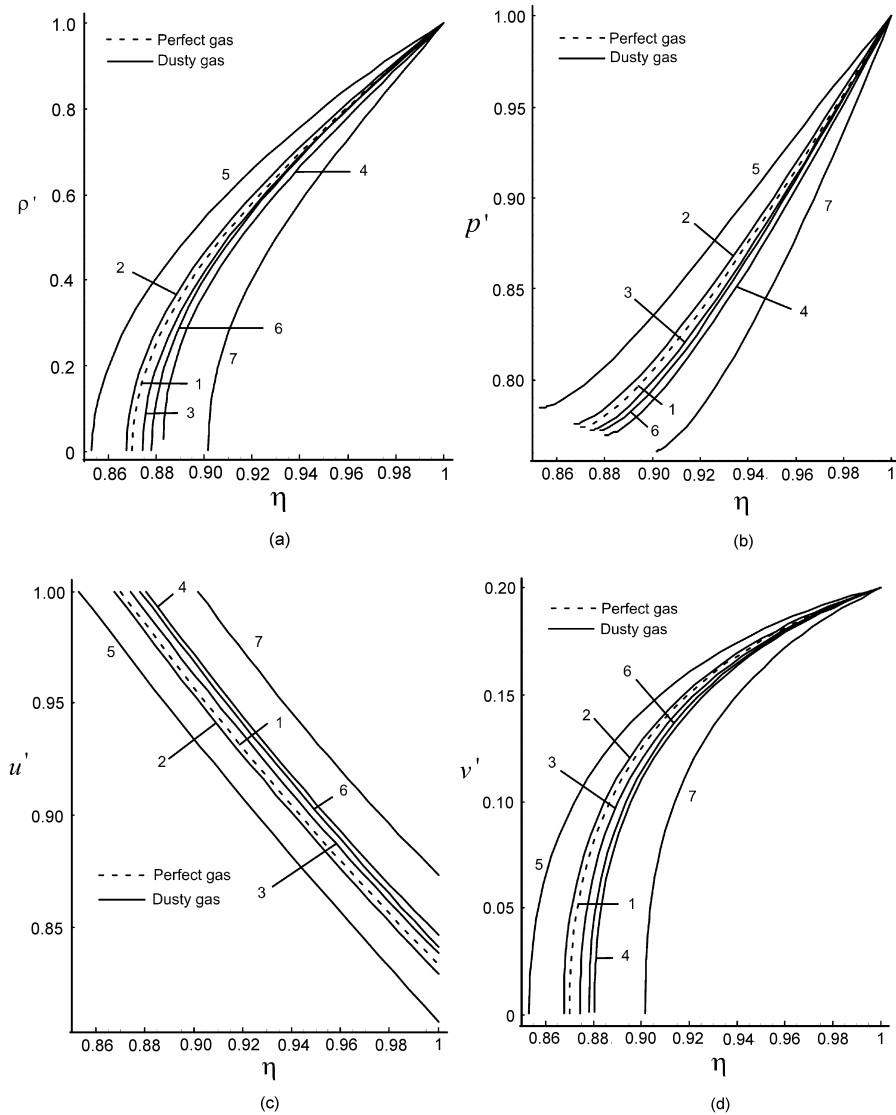 1.0
Perfect gas
Dusty gas
0.8
5
4
0.6
ρ'
0.4
2
6
7
0.2
1
3
0
0.86 0.88 0.90 0.92 0.94 0.96 0.98 1
η
(a)
1.00
Perfect gas
Dusty gas
0.95
5
7
0.90
2
p'
3
0.85
4
0.80
1
6
0.86 0.88 0.90 0.92 0.94. 0.96 0.98 1
η
(b)
1.00
4
7
5
0.95
1
2
u'
6
0.90
Perfect gas
3
Dusty gas
0.85
0.86 0.88 0.90 0.92 0.94 0.96 0.98 1
η
(c)
0.20
Perfect gas
Dusty gas
6
0.15
2
3
v'
0.10
7
5
0.05
1
4
0
0.86 0.88. 0.90 0.92 0.94 0.96 0.98 1
η
(d)